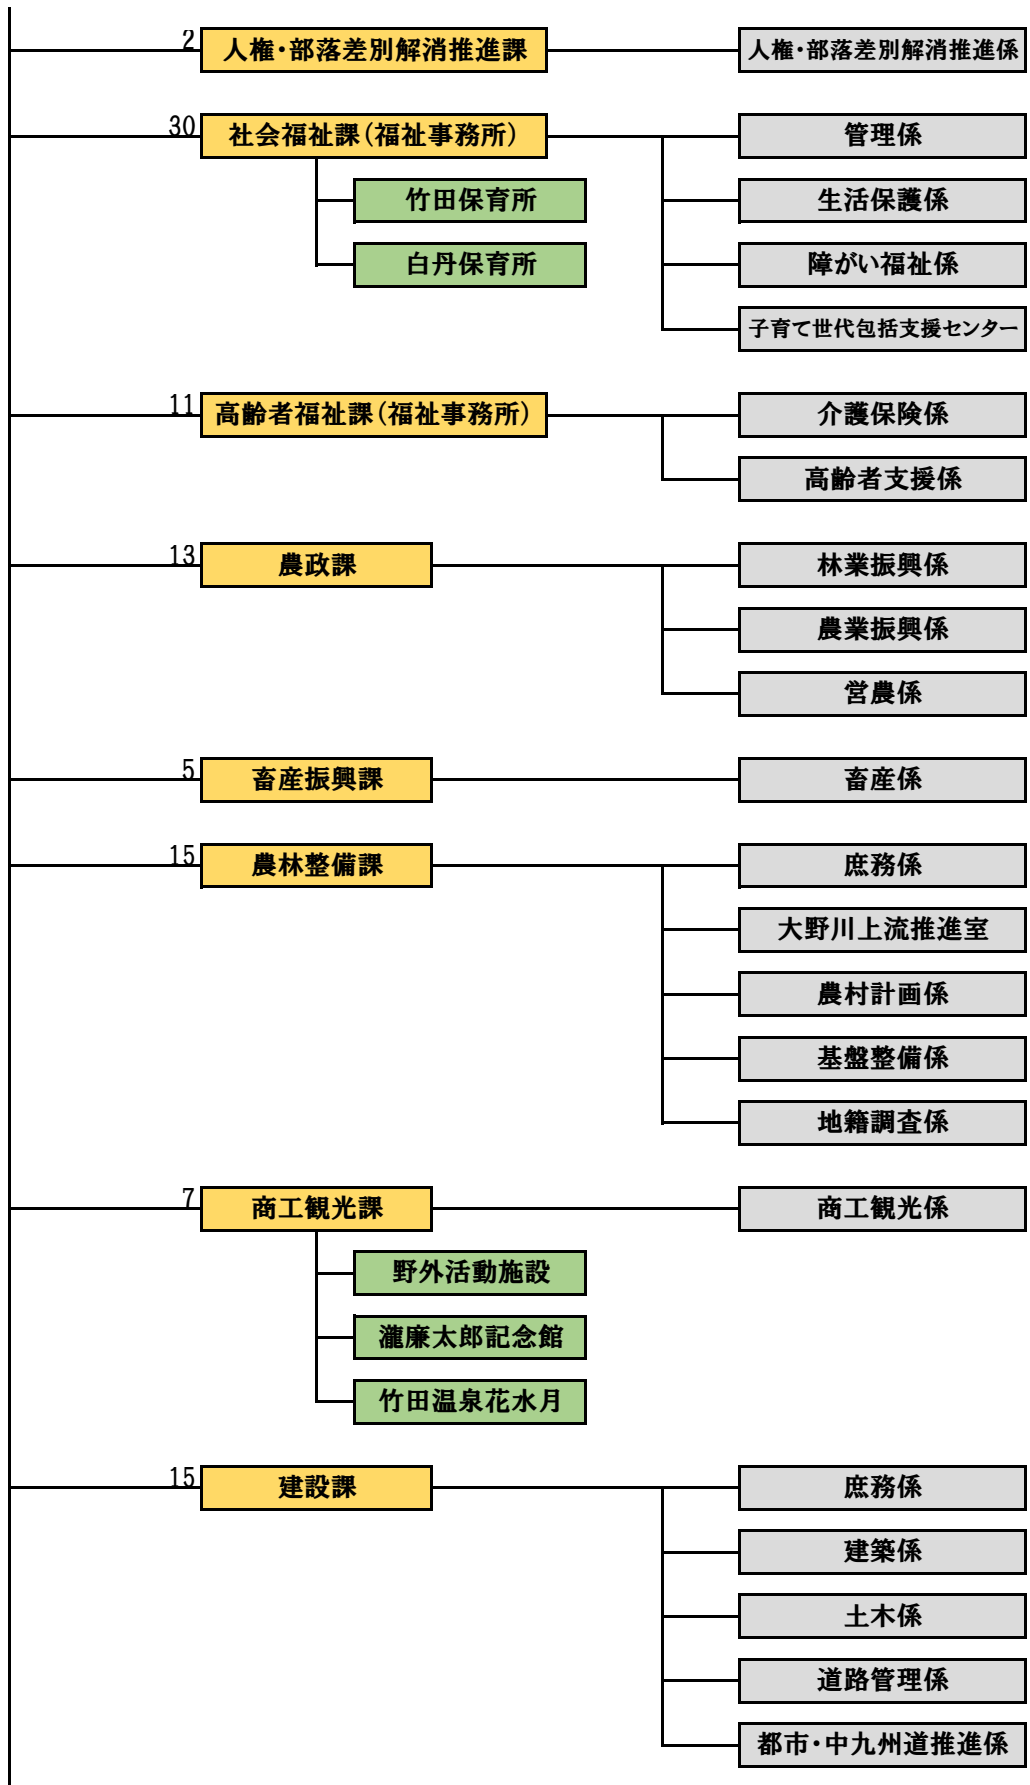 2
人権・部落差別解消推進課
人権・部落差別解消推進係
30
社会福祉課(福祉事務所)
管理係
竹田保育所
生活保護係
白丹保育所
障がい福祉係
子育て世代包括支援センター
11
高齢者福祉課(福祉事務所)
介護保険係
高齢者支援係
13
農政課
林業振興係
農業振興係
営農係
5
畜産振興課
畜産係
15
農林整備課
庶務係
大野川上流推進室
農村計画係
基盤整備係
地籍調査係
7
商工観光課
商工観光係
野外活動施設
瀧廉太郎記念館
竹田温泉花水月
15
建設課
庶務係
建築係
土木係
道路管理係
都市・中九州道推進係